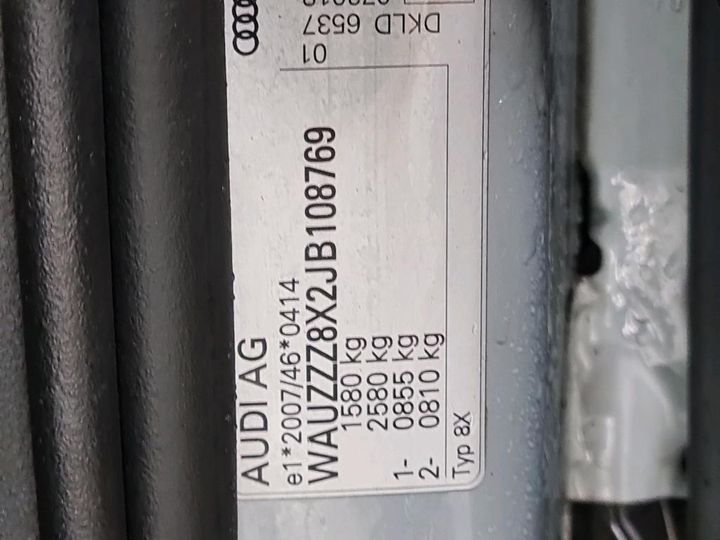 AUDI AG
e1*2007/46*0414
WAUZZZ8X2JB108769
1580 kg
2580 kg
1- 0855 kg
2- 0810 kg
Typ 8X
01
DKLD 6537